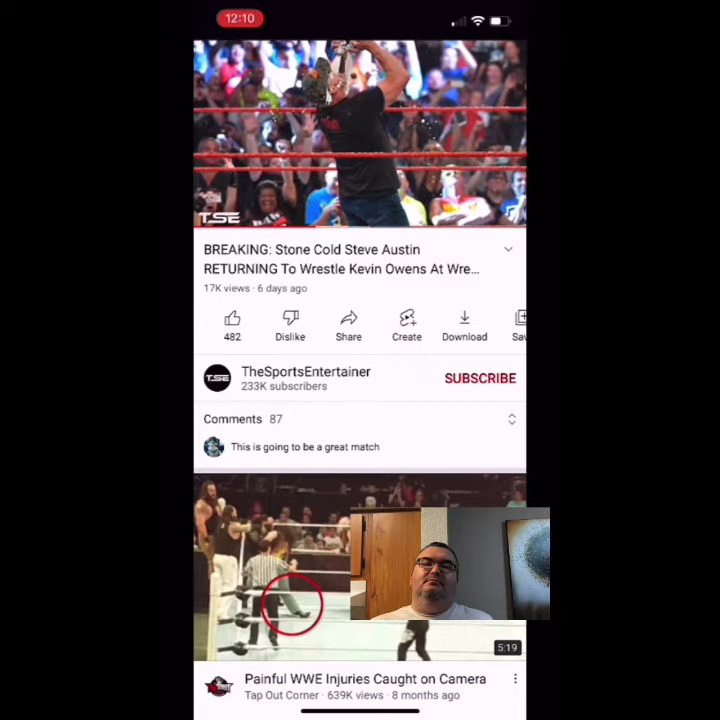 12:10
TSE
BREAKING: Stone Cold Steve Austin
RETURNING To Wrestle Kevin Owens At Wre...
17K views · 6 days ago
482
Dislike
Share
Create
Download
Sav
TSE
TheSportsEntertainer
233K subscribers
SUBSCRIBE
Comments 87
This is going to be a great match
5:19
Painful WWE Injuries Caught on Camera
Tap Out Corner · 639K views · 8 months ago